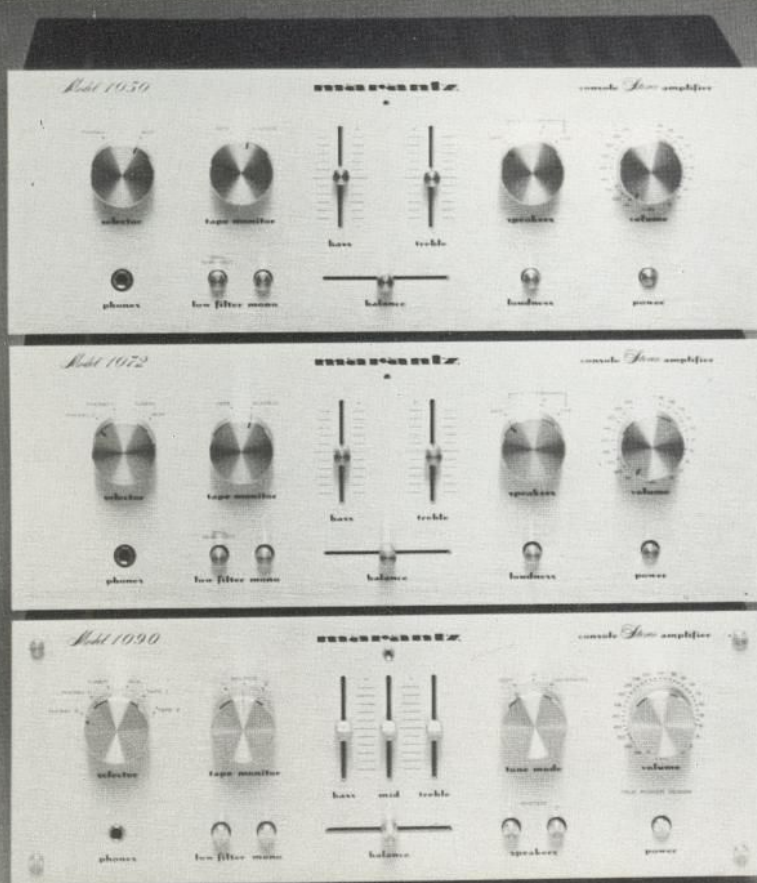 Model 1050 marantz console Stereo amplifier
selector tape monitor speakers volume
bass treble
phones low filter mono balance loudness power
Model 1072 marantz console Stereo amplifier
selector tape monitor speakers volume
bass treble
phones low filter mono balance loudness power
Model 1090 marantz console Stereo amplifier
selector tape monitor tone mode volume
bass mid treble
phones low filter mono balance speakers power